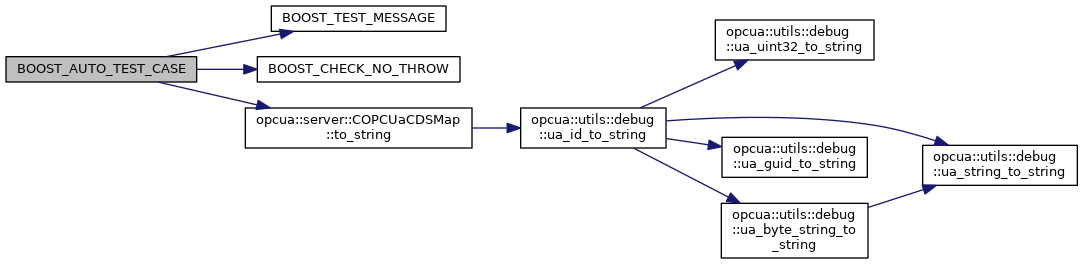 BOOST_AUTO_TEST_CASE
BOOST_TEST_MESSAGE
BOOST_CHECK_NO_THROW
opcua::server::COPCUaCDSMap
::to_string
opcua::utils::debug
::ua_id_to_string
opcua::utils::debug
::ua_uint32_to_string
opcua::utils::debug
::ua_guid_to_string
opcua::utils::debug
::ua_byte_string_to
_string
opcua::utils::debug
::ua_string_to_string